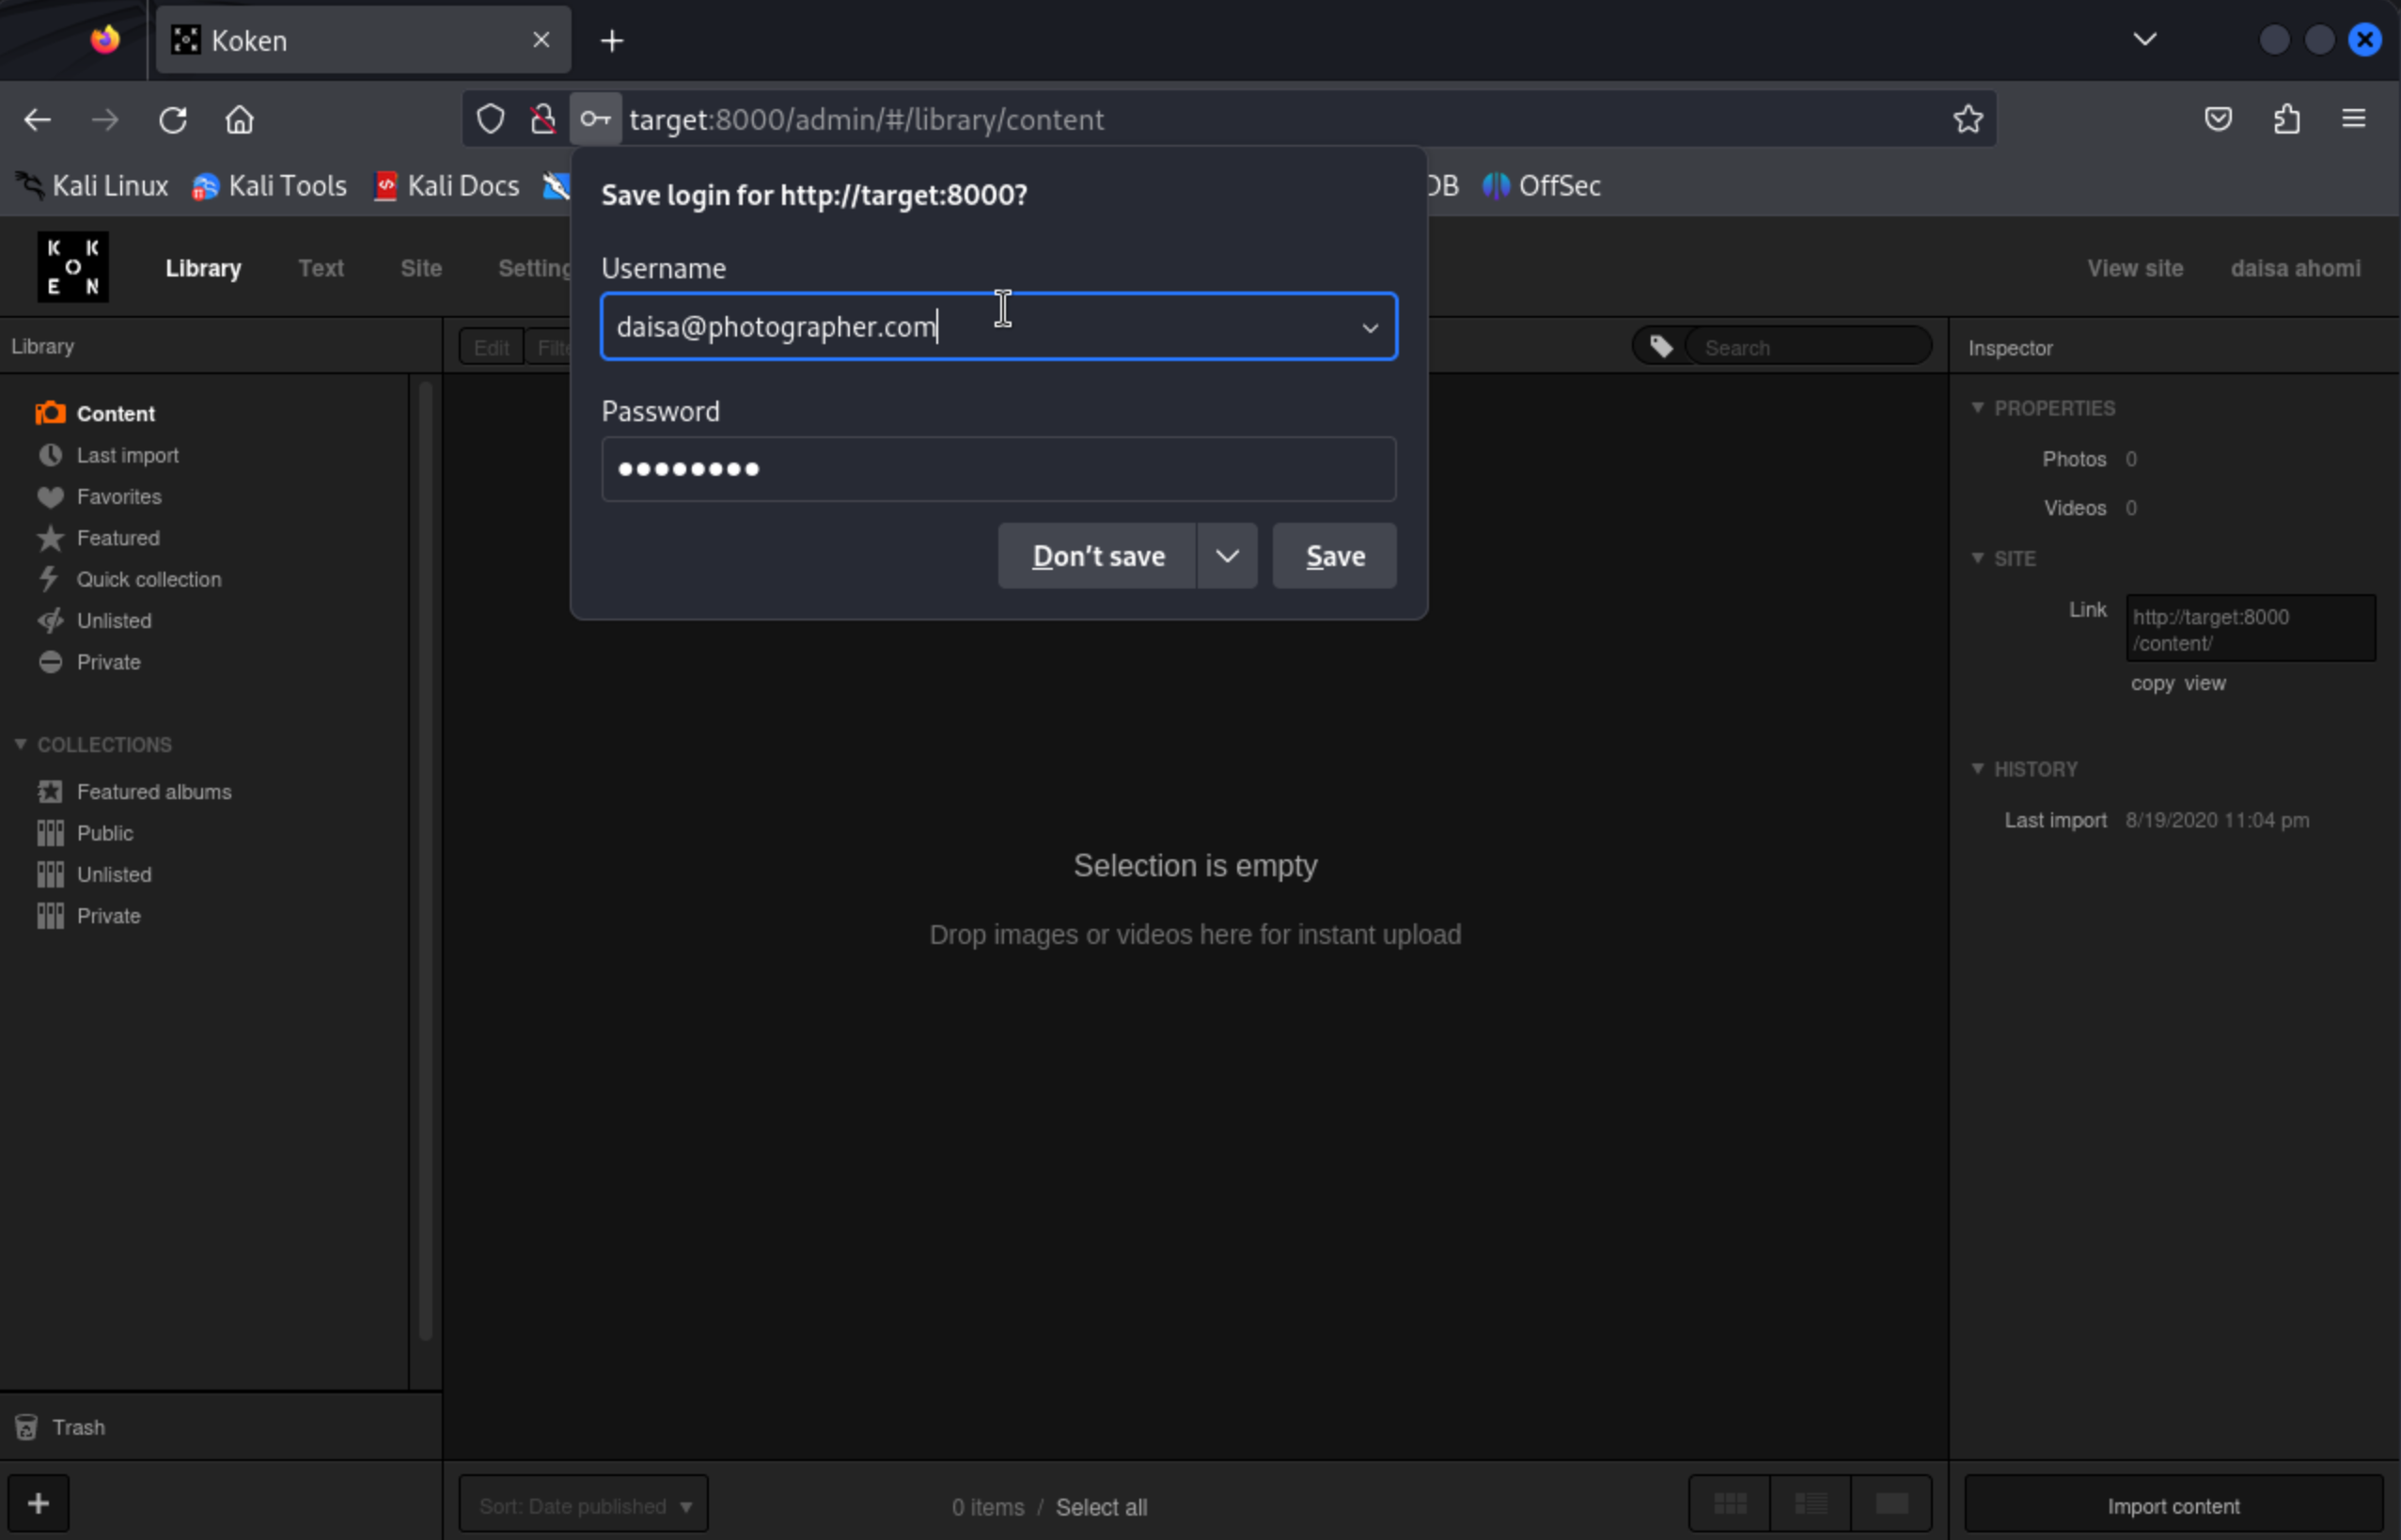 Koken
target:8000/admin/#/library/content
Kali Linux
Kali Tools
Kali Docs
DB
OffSec
Save login for http://target:8000?
Username
daisa@photographer.com
Password
Don't save
Save
K K
O
E N
Library
Text
Site
Setting
View site
daisa ahomi
Library
Edit
Filte
Search
Inspector
Content
Last import
Favorites
Featured
Quick collection
Unlisted
Private
COLLECTIONS
Featured albums
Public
Unlisted
Private
Trash
Selection is empty
Drop images or videos here for instant upload
PROPERTIES
Photos 0
Videos 0
SITE
Link http://target:8000
/content/
copy view
HISTORY
Last import 8/19/2020 11:04 pm
Sort: Date published
0 items / Select all
Import content